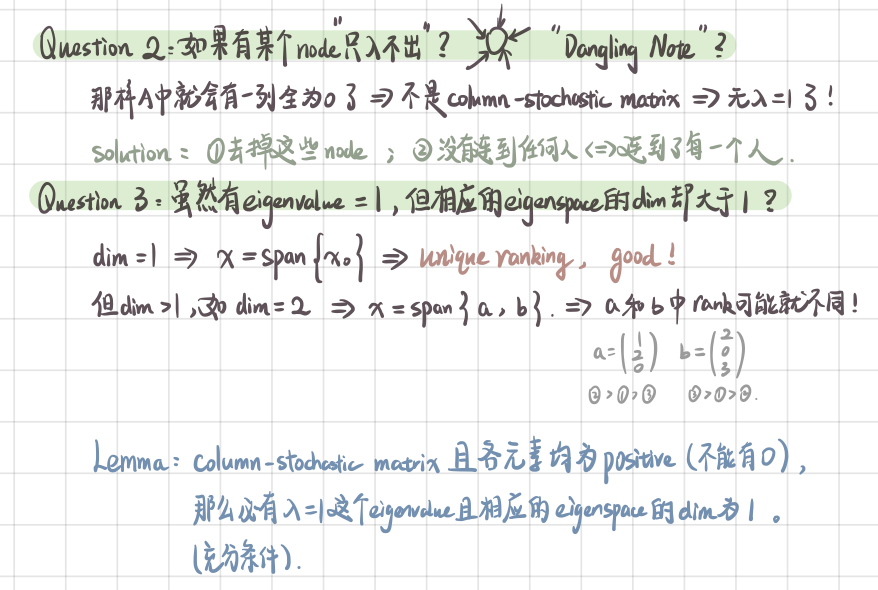 Question 2:如果有某个node"只入不出"? "Dangling Note"?
那样A中就会有一列全为0了 => 不是column-stochastic matrix => 无λ=1了!
solution: ①去掉这些node ; ②没有连到任何人<=>连到了每一个人.
Question 3:虽然有eigenvalue = 1, 但相应的eigenspace的dim却大于1?
dim =1 => x = span{x₀} => unique ranking, good!
但dim >1,如 dim = 2 => x = span{a, b}. => a和b中rank可能就不同!
a=(1 2 0) b=(2 0 3)
②>①>③ ③>①>②.
Lemma: column-stochastic matrix 且各元素均为positive (不能有0),
那么必有λ=1这个eigenvalue且相应的eigenspace的dim为1。
(充分条件).